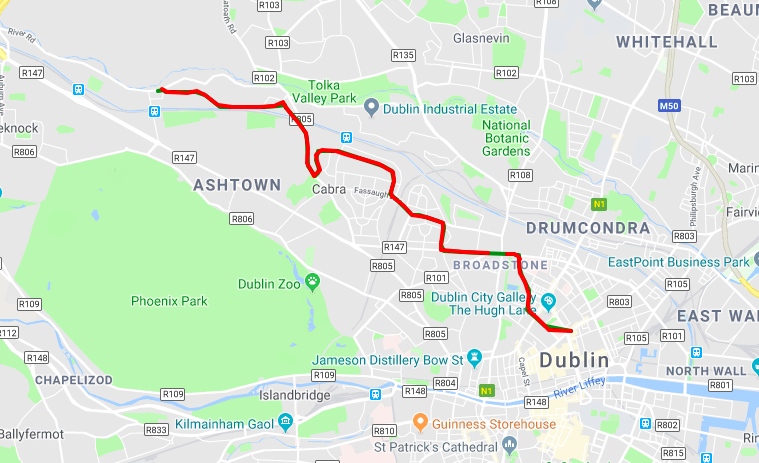 BEAUM
WHITEHALL
Glasnevin
R108
R103
R103
R135
R102
R102
R103
River Rd
R147
Tolka
Valley Park
R805
Dublin Industrial Estate
M50
National
Botanic
Gardens
R806
R147
ASHTOWN
Cabra
R108
N1
Philipsburgh Ave
Marin
Fairvi
R806
R147
DRUMCONDRA
R803
EastPoint Business Park
R805
R101
BROADSTONE
Dublin Zoo
R105
R109
Phoenix Park
R805
Dublin City Gallery
The Hugh Lane
R803
EAST WA
R112
R148
R805
R105
R101
Jameson Distillery Bow St
Dublin
CHAPELIZOD
R109
R109
R148
R804
N1
Capel St
River Liffey
NORTH WALL
R801
Islandbridge
R148
Ballyfermot
R833
Kilmainham Gaol
Guinness Storehouse
R810
St Patrick's Cathedral
R802
R815